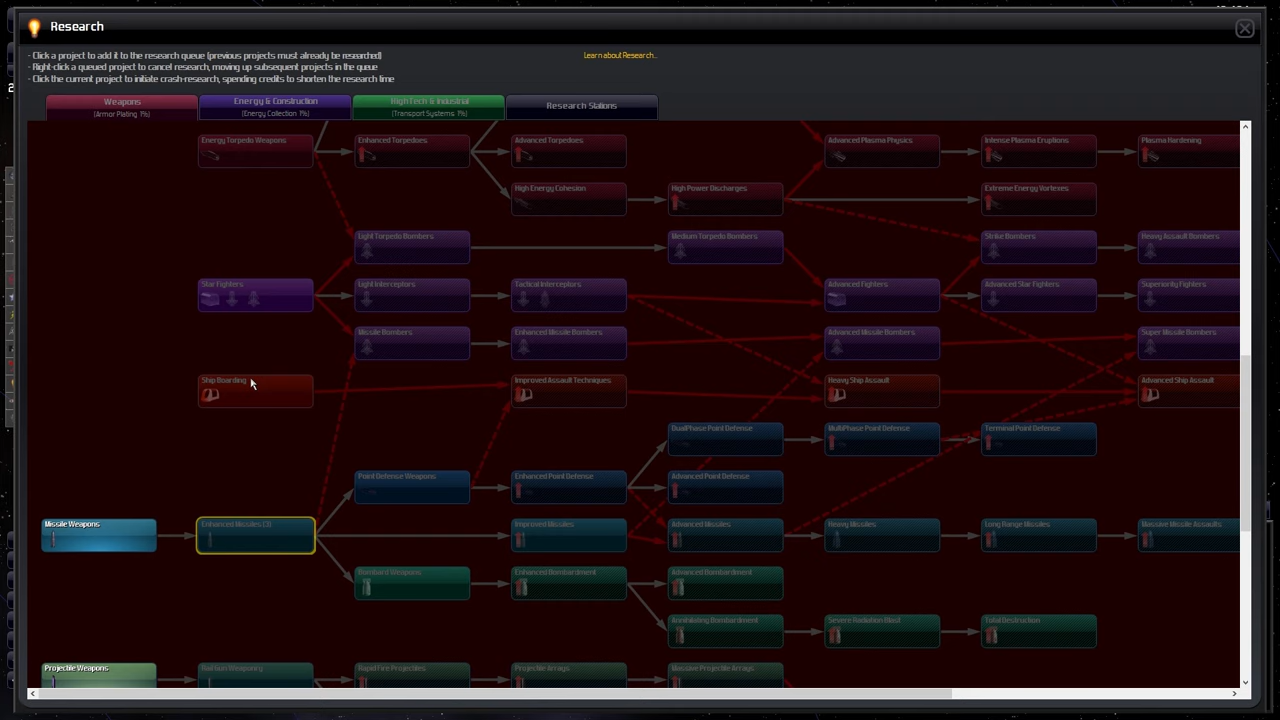 Research
- Click a project to add it to the research queue (previous projects must already be researched)
- Right-click a queued project to cancel research, moving up subsequent projects in the queue
- Click the current project to initiate crash-research, spending credits to shorten the research time
Learn about Research...
Weapons
(Armor Plating 1%)
Energy & Construction
(Energy Collection 1%)
HighTech & Industrial
(Transport Systems 1%)
Research Stations
Energy Torpedo Weapons
Enhanced Torpedoes
Advanced Torpedoes
Advanced Plasma Physics
Intense Plasma Eruptions
Plasma Hardening
High Energy Cohesion
High Power Discharges
Extreme Energy Vortexes
Light Torpedo Bombers
Medium Torpedo Bombers
Strike Bombers
Heavy Assault Bombers
Star Fighters
Light Interceptors
Tactical Interceptors
Advanced Fighters
Advanced Star Fighters
Superiority Fighters
Missile Bombers
Enhanced Missile Bombers
Advanced Missile Bombers
Super Missile Bombers
Ship Boarding
Improved Assault Techniques
Heavy Ship Assault
Advanced Ship Assault
DualPhase Point Defense
MultiPhase Point Defense
Terminal Point Defense
Point Defense Weapons
Enhanced Point Defense
Advanced Point Defense
Missile Weapons
Enhanced Missiles (3)
Improved Missiles
Advanced Missiles
Heavy Missiles
Long Range Missiles
Massive Missile Assaults
Bombard Weapons
Enhanced Bombardment
Advanced Bombardment
Annihilating Bombardment
Severe Radiation Blast
Total Destruction
Projectile Weapons
Railgun Weaponry
Rapid Fire Projectiles
Projectile Arrays
Massive Projectile Arrays